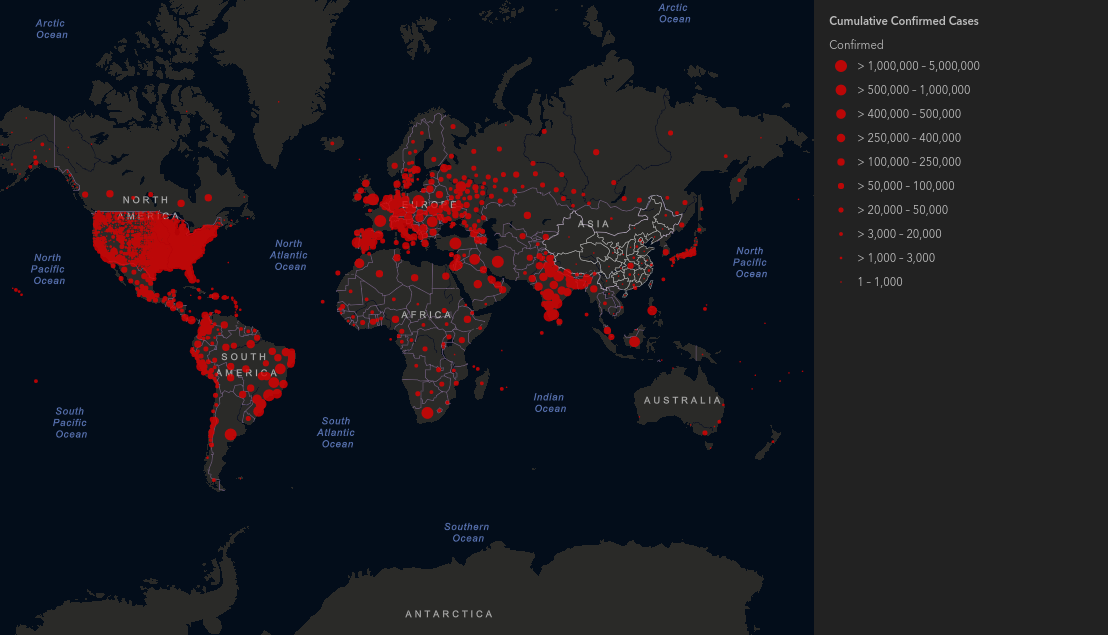 Arctic
Ocean
Arctic
Ocean
NORTH
AMERICA
EUROPE
ASIA
North
Pacific
Ocean
North
Atlantic
Ocean
North
Pacific
Ocean
AFRICA
SOUTH
AMERICA
South
Pacific
Ocean
South
Atlantic
Ocean
Indian
Ocean
AUSTRALIA
Southern
Ocean
ANTARCTICA
Cumulative Confirmed Cases
Confirmed
> 1,000,000 – 5,000,000
> 500,000 – 1,000,000
> 400,000 – 500,000
> 250,000 – 400,000
> 100,000 – 250,000
> 50,000 – 100,000
> 20,000 – 50,000
> 3,000 – 20,000
> 1,000 – 3,000
1 – 1,000